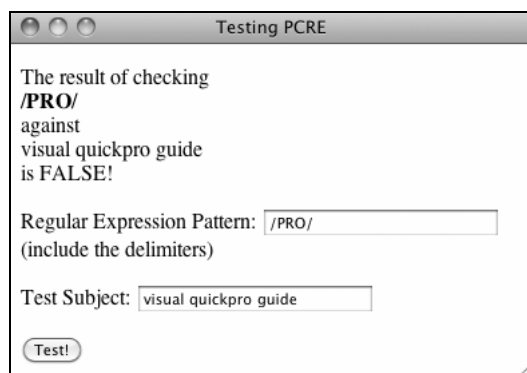 Testing PCRE
The result of checking
/PRO/
against
visual quickpro guide
is FALSE!
Regular Expression Pattern: /PRO/
(include the delimiters)
Test Subject: visual quickpro guide
Test!